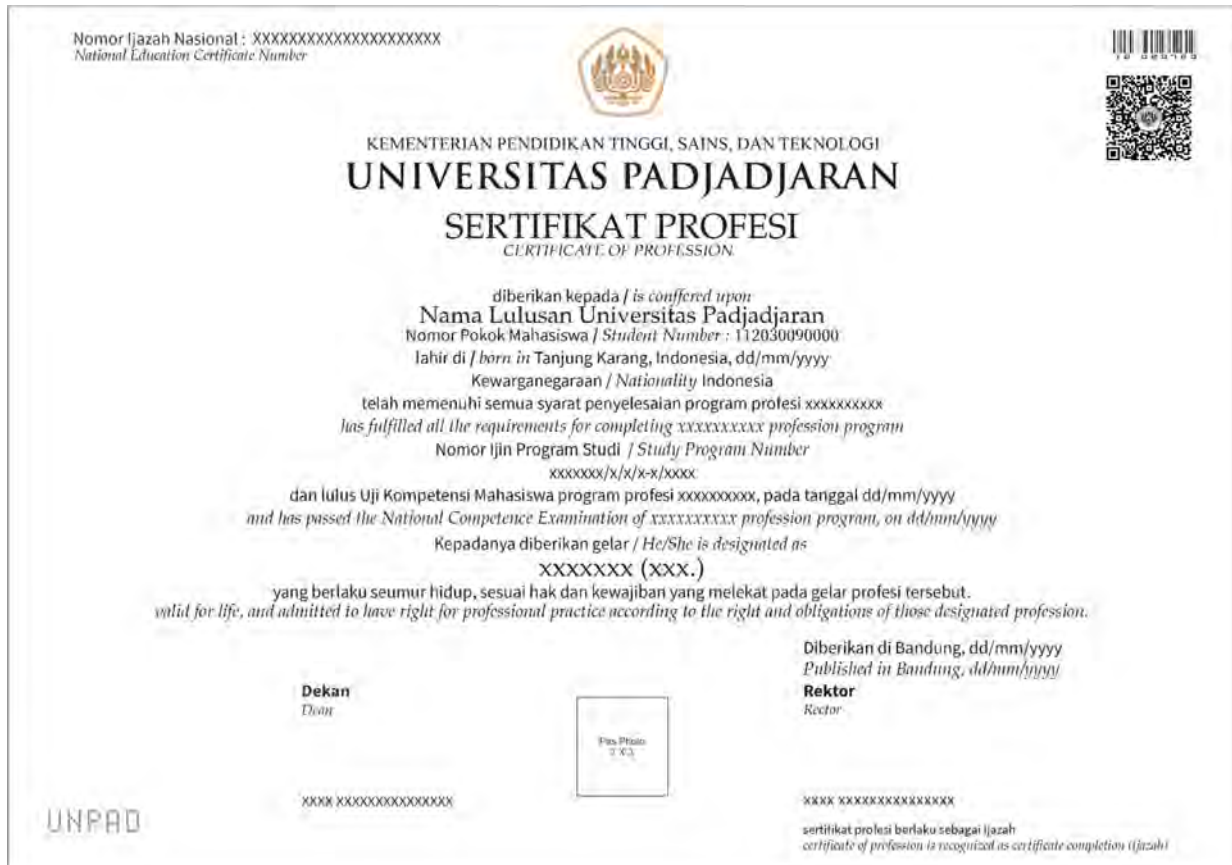 Nomor Ijazah Nasional : XXXXXXXXXXXXXXXXXXXXX
National Education Certificate Number
KEMENTERIAN PENDIDIKAN TINGGI, SAINS, DAN TEKNOLOGI
UNIVERSITAS PADJADJARAN
SERTIFIKAT PROFESI
CERTIFICATE OF PROFESSION
diberikan kepada / is conffered upon
Nama Lulusan Universitas Padjadjaran
Nomor Pokok Mahasiswa / Student Number : 112030090000
lahir di / born in Tanjung Karang, Indonesia, dd/mm/yyyy
Kewarganegaraan / Nationality Indonesia
telah memenuhi semua syarat penyelesaian program profesi xxxxxxxxxx
has fulfilled all the requirements for completing xxxxxxxxxx profession program
Nomor Ijin Program Studi / Study Program Number
xxxxxxx/x/x/x-x/xxxx
dan lulus Uji Kompetensi Mahasiswa program profesi xxxxxxxxxx, pada tanggal dd/mm/yyyy
and has passed the National Competence Examination of xxxxxxxxxx profession program, on dd/mm/yyyy
Kepadanya diberikan gelar / He/She is designated as
xxxxxxx (xxx.)
yang berlaku seumur hidup, sesuai hak dan kewajiban yang melekat pada gelar profesi tersebut.
valid for life, and admitted to have right for professional practice according to the right and obligations of those designated profession.
Diberikan di Bandung, dd/mm/yyyy
Published in Bandung, dd/mm/yyyy
Dekan
Dean
Rektor
Rector
Pas Photo
xxxx xxxxxxxxxxxxxxx
xxxx xxxxxxxxxxxxxxx
UNPAD
sertifikat profesi berlaku sebagai Ijazah
certificate of profession is recognized as certificate completion (Ijazah)